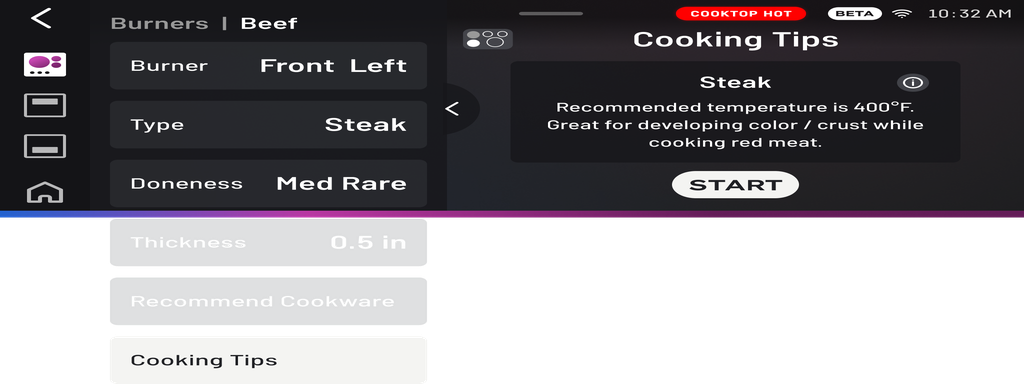 Burners | Beef
Burner Front Left
Type Steak
Doneness Med Rare
Thickness 0.5 in
Recommend Cookware
Cooking Tips
COOKTOP HOT BETA 10:32 AM
Cooking Tips
Steak
Recommended temperature is 400°F.
Great for developing color / crust while
cooking red meat.
START